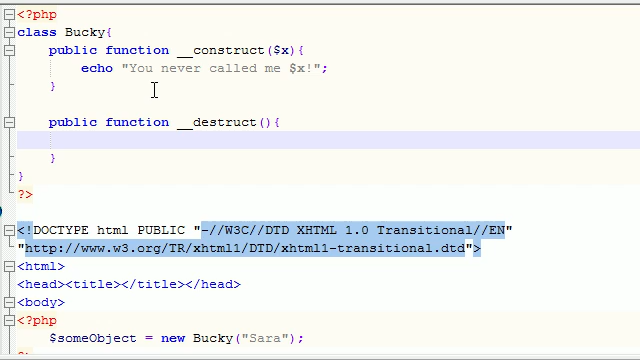 <?php
class Bucky{
public function __construct($x){
echo "You never called me $x!";
}
public function __destruct(){
}
}
?>
<!DOCTYPE html PUBLIC "-//W3C//DTD XHTML 1.0 Transitional//EN"
"http://www.w3.org/TR/xhtml1/DTD/xhtml1-transitional.dtd">
<html>
<head><title></title></head>
<body>
<?php
$someObject = new Bucky("Sara");
?>